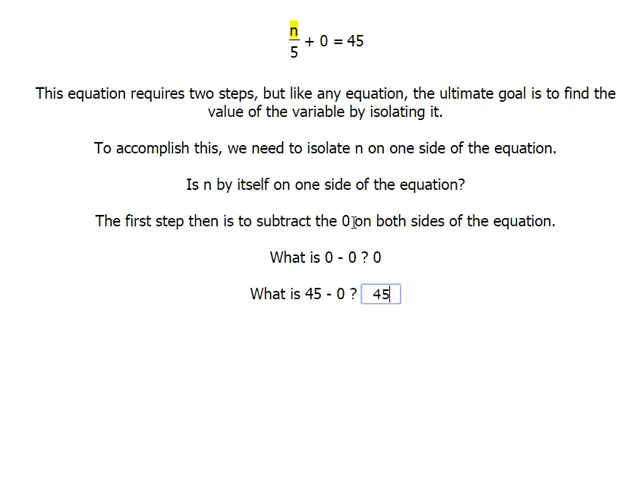 n
5 + 0 = 45
This equation requires two steps, but like any equation, the ultimate goal is to find the
value of the variable by isolating it.
To accomplish this, we need to isolate n on one side of the equation.
Is n by itself on one side of the equation?
The first step then is to subtract the 0 on both sides of the equation.
What is 0 - 0 ? 0
What is 45 - 0 ? 45